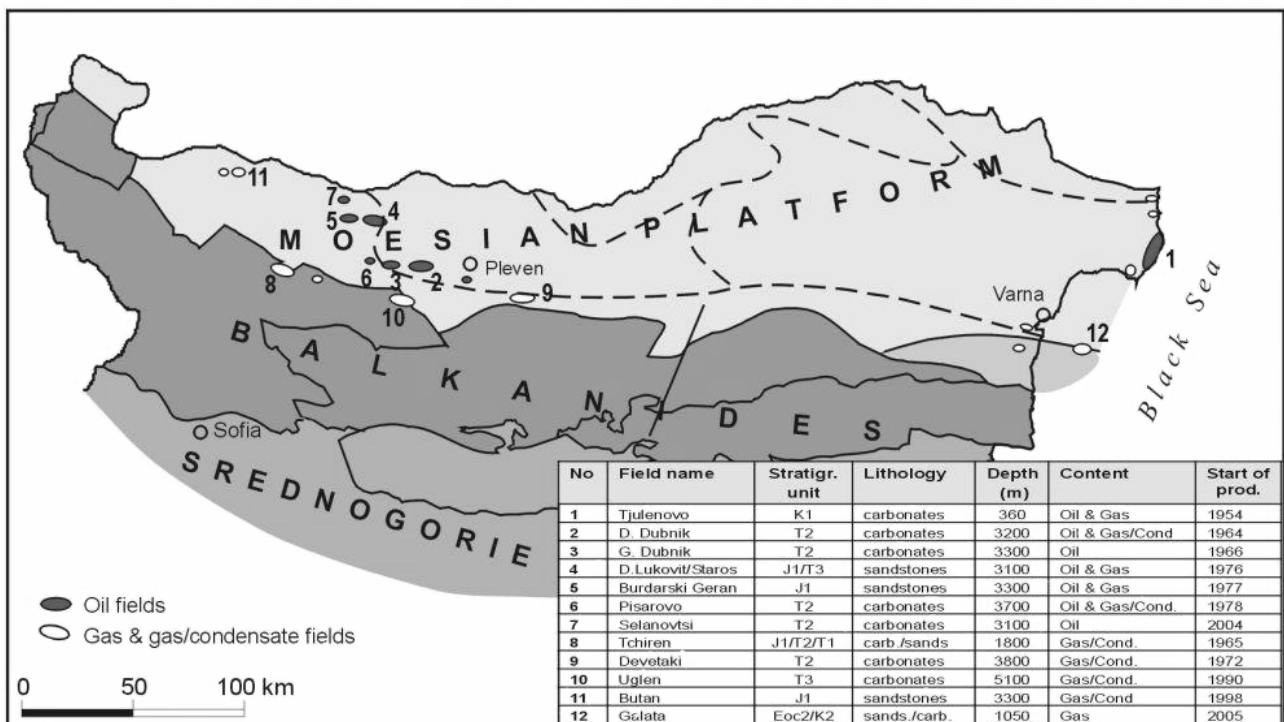 11
7
5
4
MOESIAN PLATFORM
6
3
2
Pleven
8
10
9
1
Varna
12
Black Sea
BALKANIDES
Sofia
SREDNOGORIE
Oil fields
Gas & gas/condensate fields
0 50 100 km
No Field name Stratigr. unit Lithology Depth (m) Content Start of prod.
1 Tjulenovo K1 carbonates 360 Oil & Gas 1954
2 D. Dubnik T2 carbonates 3200 Oil & Gas/Cond 1964
3 G. Dubnik T2 carbonates 3300 Oil 1966
4 D.Lukovit/Staros J1/T3 sandstones 3100 Oil & Gas 1976
5 Burdarski Geran J1 sandstones 3300 Oil & Gas 1977
6 Pisarovo T2 carbonates 3700 Oil & Gas/Cond. 1978
7 Selanovtsi T2 carbonates 3100 Oil 2004
8 Tchiren J1/T2/T1 carb./sands 1800 Gas/Cond. 1965
9 Devetaki T2 carbonates 3800 Gas/Cond. 1972
10 Uglen T3 carbonates 5100 Gas/Cond. 1990
11 Butan J1 sandstones 3300 Gas/Cond 1998
12 Galata Eoc2/K2 sands./carb. 1050 Gas 2005